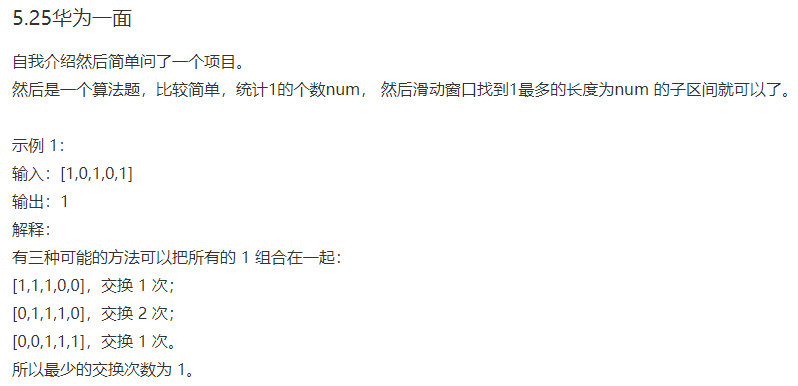 5.25华为一面
自我介绍然后简单问了一个项目。
然后是一个算法题，比较简单，统计1的个数num， 然后滑动窗口找到1最多的长度为num 的子区间就可以了。
示例 1：
输入：[1,0,1,0,1]
输出：1
解释：
有三种可能的方法可以把所有的 1 组合在一起：
[1,1,1,0,0]，交换 1 次；
[0,1,1,1,0]，交换 2 次；
[0,0,1,1,1]，交换 1 次。
所以最少的交换次数为 1。